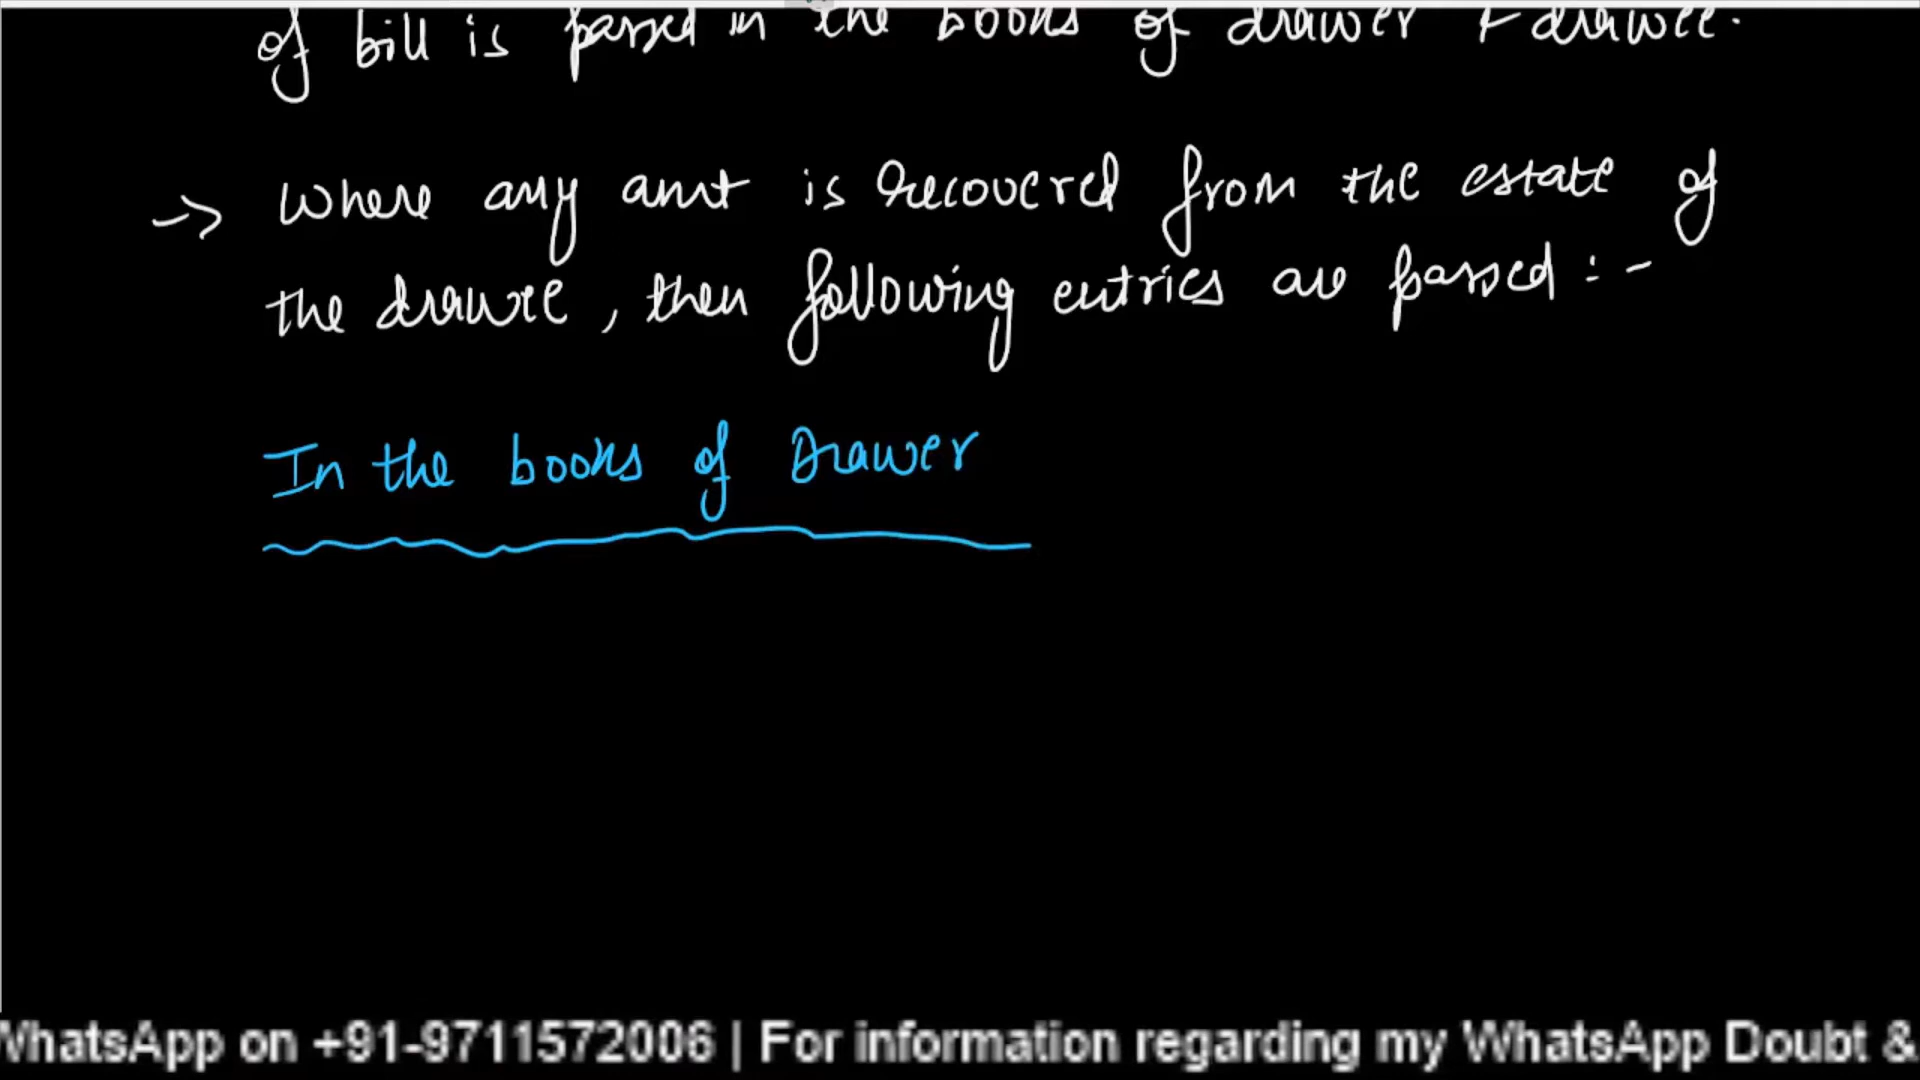 of bill is passed in the books of drawer + drawee.
-> Where any amt is recovered from the estate of
the drawee, then following entries are passed :-
In the books of Drawer
WhatsApp on +91-9711572006 | For information regarding my WhatsApp Doubt &